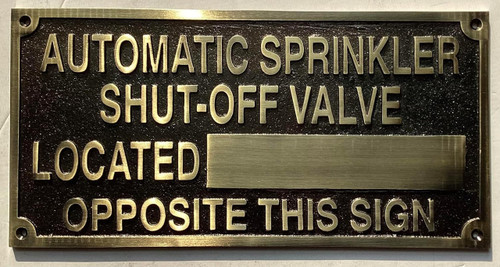 AUTOMATIC SPRINKLER
SHUT-OFF VALVE
LOCATED
OPPOSITE THIS SIGN